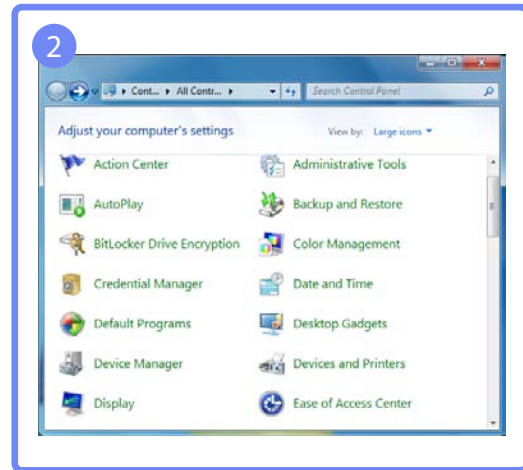 2
Cont... All Contr...
Search Control Panel
Adjust your computer's settings
View by: Large icons
Action Center
Administrative Tools
AutoPlay
Backup and Restore
BitLocker Drive Encryption
Color Management
Credential Manager
Date and Time
Default Programs
Desktop Gadgets
Device Manager
Devices and Printers
Display
Ease of Access Center